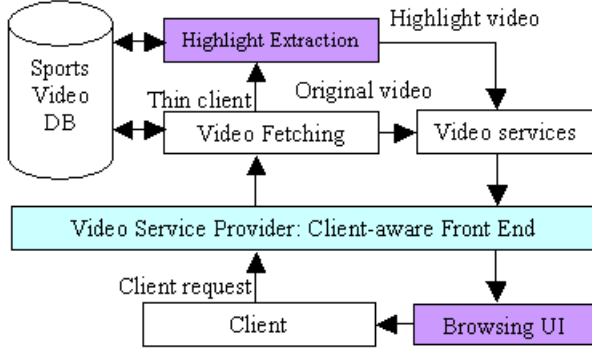 Highlight video
Highlight Extraction
Sports
Video
DB
Thin client
Original video
Video Fetching
Video services
Video Service Provider: Client-aware Front End
Client request
Client
Browsing UI